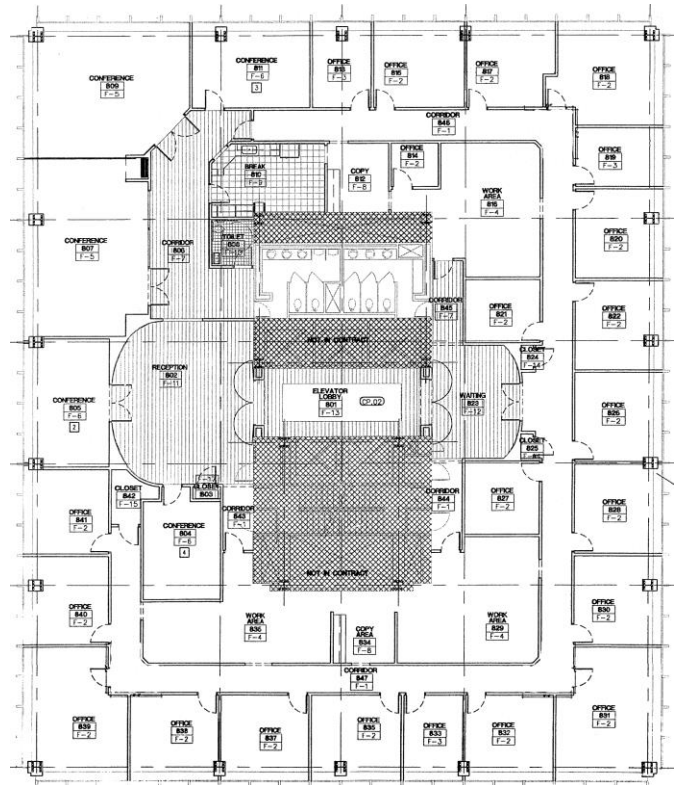 CONFERENCE
809
F-5
CONFERENCE
811
F-6
3
OFFICE
813
F-3
OFFICE
816
F-2
OFFICE
817
F-2
OFFICE
818
F-2
CORRIDOR
846
F-1
OFFICE
819
F-3
BREAK
810
F-9
COPY
812
F-8
OFFICE
814
F-2
WORK
AREA
815
F-4
CONFERENCE
807
F-5
CORRIDOR
806
F-7
TOILET
808
OFFICE
820
F-2
CORRIDOR
845
F-7
OFFICE
821
F-2
OFFICE
822
F-2
NOT IN CONTRACT
CLOSET
824
RECEPTION
802
F-11
ELEVATOR
LOBBY
801
F-13
CP.02
WAITING
823
F-12
CONFERENCE
805
F-6
2
OFFICE
826
F-2
CLOSET
825
CLOSET
842
F-15
CLOSET
803
CORRIDOR
843
F-1
CORRIDOR
844
F-1
OFFICE
827
F-2
OFFICE
841
F-2
CONFERENCE
804
F-6
4
OFFICE
828
F-2
NOT IN CONTRACT
OFFICE
840
F-2
WORK
AREA
836
F-4
COPY
AREA
834
F-8
WORK
AREA
829
F-4
OFFICE
830
F-2
CORRIDOR
847
F-1
OFFICE
839
F-2
OFFICE
838
F-2
OFFICE
837
F-2
OFFICE
835
F-2
OFFICE
833
F-3
OFFICE
832
F-2
OFFICE
831
F-2